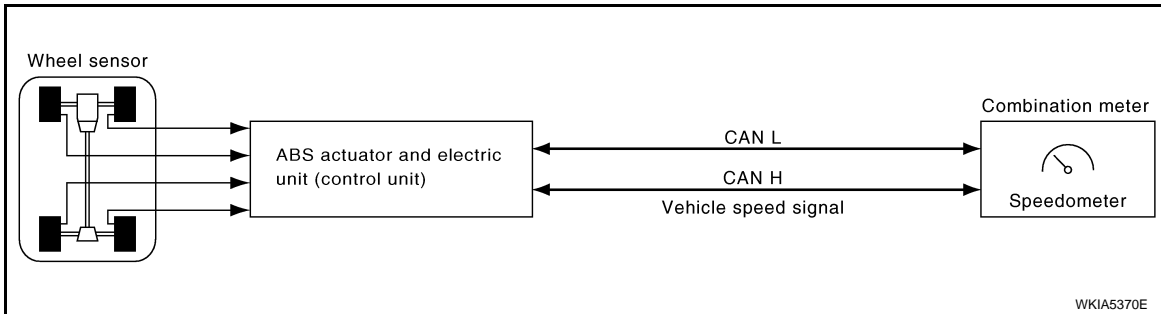 Wheel sensor
ABS actuator and electric
unit (control unit)
CAN L
CAN H
Vehicle speed signal
Combination meter
Speedometer
WKIA5370E